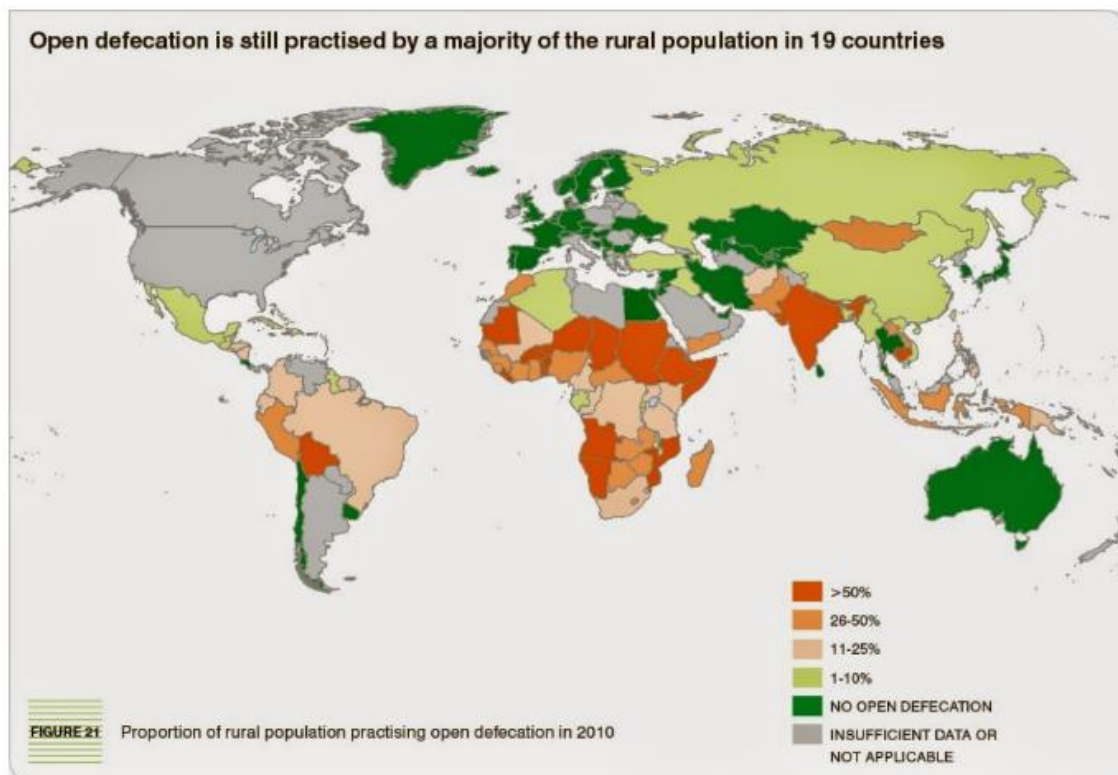 Open defecation is still practised by a majority of the rural population in 19 countries
>50%
26-50%
11-25%
1-10%
NO OPEN DEFECATION
INSUFFICIENT DATA OR
NOT APPLICABLE
FIGURE 21 Proportion of rural population practising open defecation in 2010